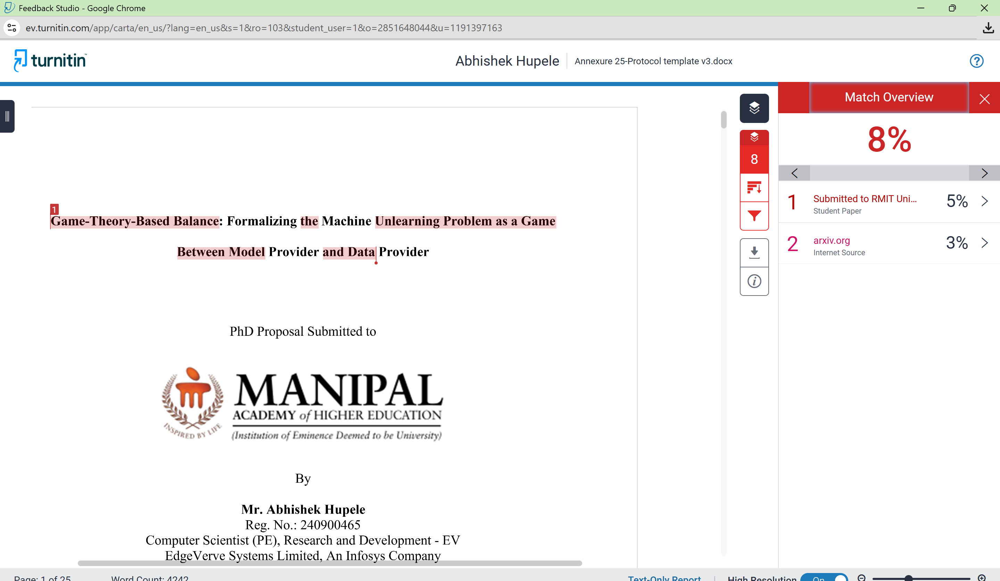 Feedback Studio - Google Chrome
ev.turnitin.com/app/carta/en_us/?lang=en_us&s=1&ro=103&student_user=1&o=2851648044&u=1191397163
turnitin™
Abhishek Hupele
Annexure 25-Protocol template v3.docx
?
Match Overview
8%
8
1
Submitted to RMIT Uni...
5%
Student Paper
2
arxiv.org
3%
Internet Source
1
Game-Theory-Based Balance: Formalizing the Machine Unlearning Problem as a Game
Between Model Provider and Data Provider
PhD Proposal Submitted to
MANIPAL
ACADEMY of HIGHER EDUCATION
(Institution of Eminence Deemed to be University)
INSPIRED BY LIFE
By
Mr. Abhishek Hupele
Reg. No.: 240900465
Computer Scientist (PE), Research and Development - EV
EdgeVerve Systems Limited, An Infosys Company
Page: 1 of 25
Word Count: 4242
Text-Only Report
High Resolution
On